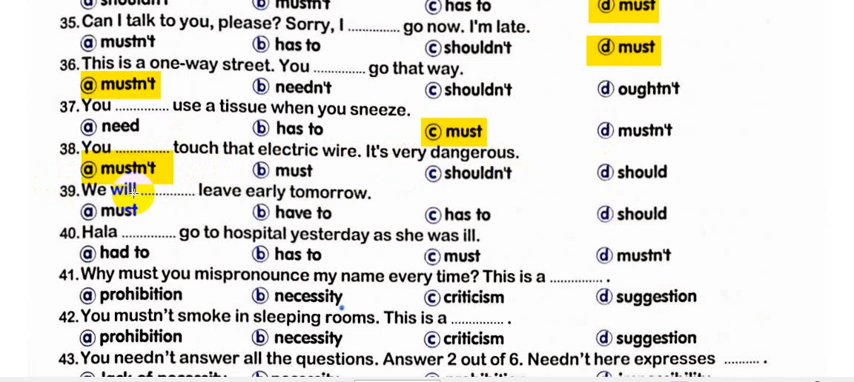 ⓑ mustn't ⓒ has to ⓓ must
35. Can I talk to you, please? Sorry, I .............. go now. I'm late.
ⓐ mustn't ⓑ has to ⓒ shouldn't ⓓ must
36. This is a one-way street. You .............. go that way.
ⓐ mustn't ⓑ needn't ⓒ shouldn't ⓓ oughtn't
37. You .............. use a tissue when you sneeze.
ⓐ need ⓑ has to ⓒ must ⓓ mustn't
38. You .............. touch that electric wire. It's very dangerous.
ⓐ mustn't ⓑ must ⓒ shouldn't ⓓ should
39. We will .............. leave early tomorrow.
ⓐ must ⓑ have to ⓒ has to ⓓ should
40. Hala .............. go to hospital yesterday as she was ill.
ⓐ had to ⓑ has to ⓒ must ⓓ mustn't
41. Why must you mispronounce my name every time? This is a .............. .
ⓐ prohibition ⓑ necessity ⓒ criticism ⓓ suggestion
42. You mustn't smoke in sleeping rooms. This is a .............. .
ⓐ prohibition ⓑ necessity ⓒ criticism ⓓ suggestion
43. You needn't answer all the questions. Answer 2 out of 6. Needn't here expresses .......... .